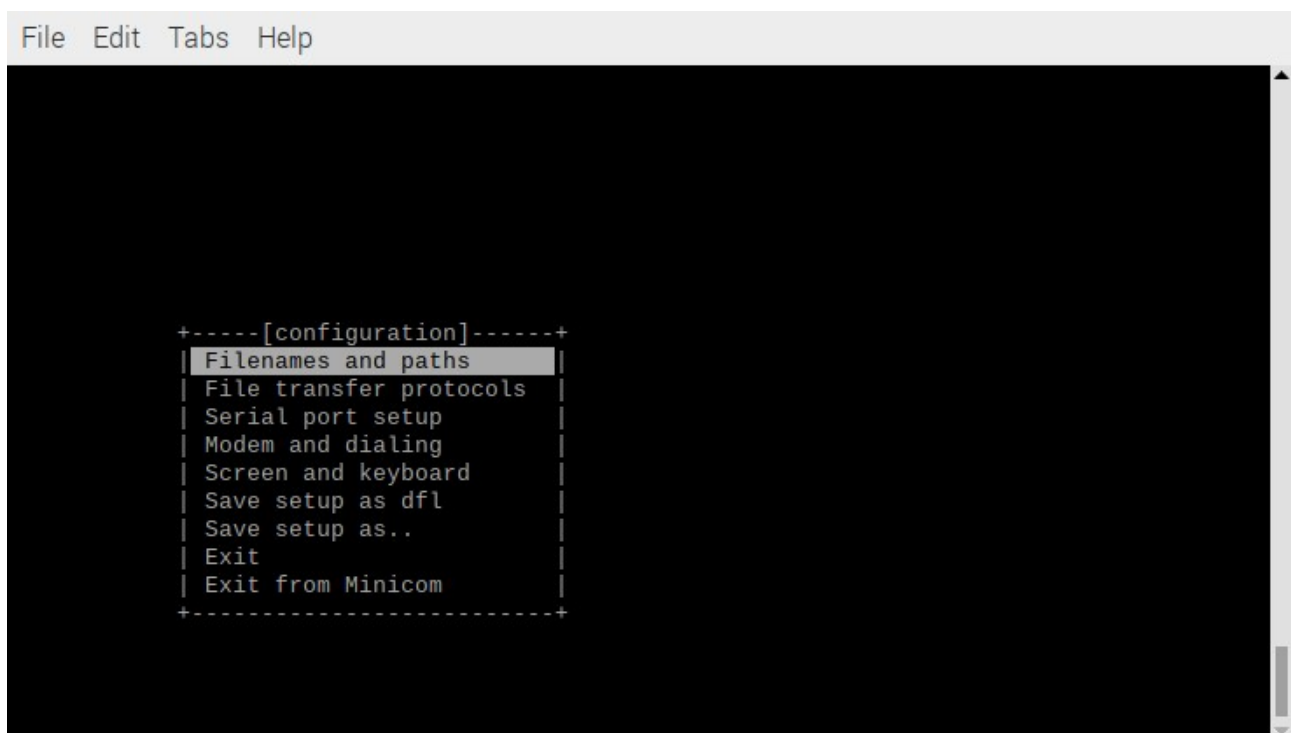 File Edit Tabs Help
+-----[configuration]------+
| Filenames and paths |
| File transfer protocols |
| Serial port setup |
| Modem and dialing |
| Screen and keyboard |
| Save setup as dfl |
| Save setup as.. |
| Exit |
| Exit from Minicom |
+--------------------------+